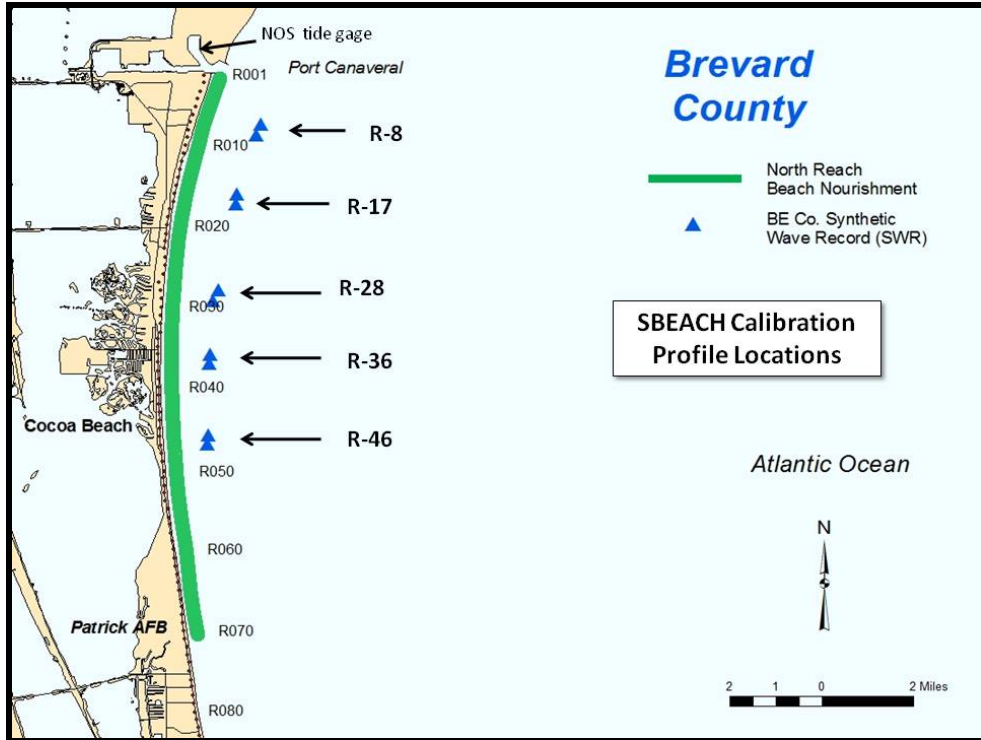 NOS tide gage
Port Canaveral
R001
R010
R-8
R-17
R020
R030
R-28
R-36
R040
Cocoa Beach
R-46
R050
R060
Patrick AFB
R070
R080
Brevard
County
North Reach
Beach Nourishment
BE Co. Synthetic
Wave Record (SWR)
SBEACH Calibration
Profile Locations
Atlantic Ocean
N
2 1 0 2 Miles